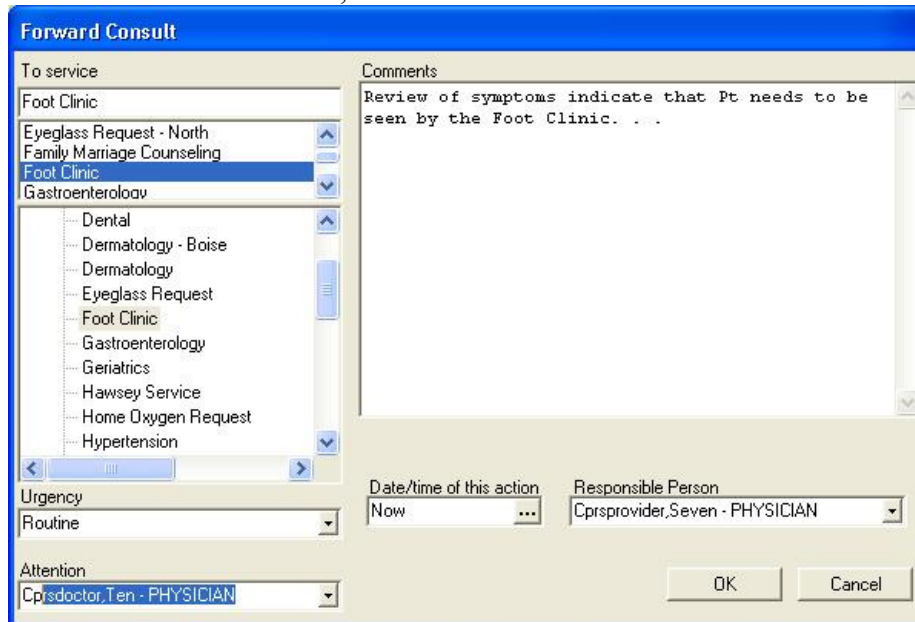 Forward Consult
To service
Foot Clinic
Eyeglass Request - North
Family Marriage Counseling
Foot Clinic
Gastroenterology
Dental
Dermatology - Boise
Dermatology
Eyeglass Request
Foot Clinic
Gastroenterology
Geriatrics
Hawsey Service
Home Oxygen Request
Hypertension
Urgency
Routine
Attention
Cprsdoctor,Ten - PHYSICIAN
Comments
Review of symptoms indicate that Pt needs to be
seen by the Foot Clinic. . .
Date/time of this action
Now
...
Responsible Person
Cprsprovider,Seven - PHYSICIAN
OK
Cancel